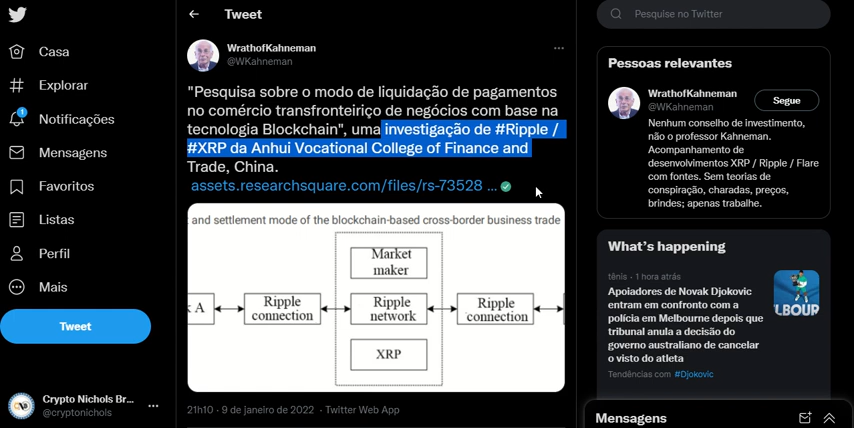 Tweet
Pesquise no Twitter
Casa
Explorar
1
Notificações
Mensagens
Favoritos
Listas
Perfil
Mais
Tweet
Crypto Nichols Br...
@cryptonichols
WrathofKahneman
@WKahneman
"Pesquisa sobre o modo de liquidação de pagamentos
no comércio transfronteiriço de negócios com base na
tecnologia Blockchain", uma investigação de #Ripple /
#XRP da Anhui Vocational College of Finance and
Trade, China.
assets.researchsquare.com/files/rs-73528 ...
and settlement mode of the blockchain-based cross-border business trade
Market
maker
A
Ripple
connection
Ripple
network
Ripple
connection
XRP
21h10 · 9 de janeiro de 2022 · Twitter Web App
Pessoas relevantes
WrathofKahneman
@WKahneman
Segue
Nenhum conselho de investimento,
não o professor Kahneman.
Acompanhamento de
desenvolvimentos XRP / Ripple / Flare
com fontes. Sem teorias de
conspiração, charadas, preços,
brindes; apenas trabalhe.
What's happening
tênis · 1 hora atrás
Apoiadores de Novak Djokovic
entram em confronto com a
polícia em Melbourne depois que
tribunal anula a decisão do
governo australiano de cancelar
o visto do atleta
Tendências com #Djokovic
LBOUR
Mensagens